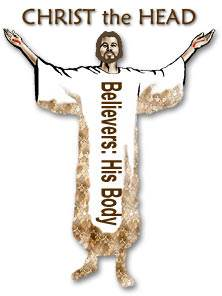 CHRIST the HEAD
Believers: His Body